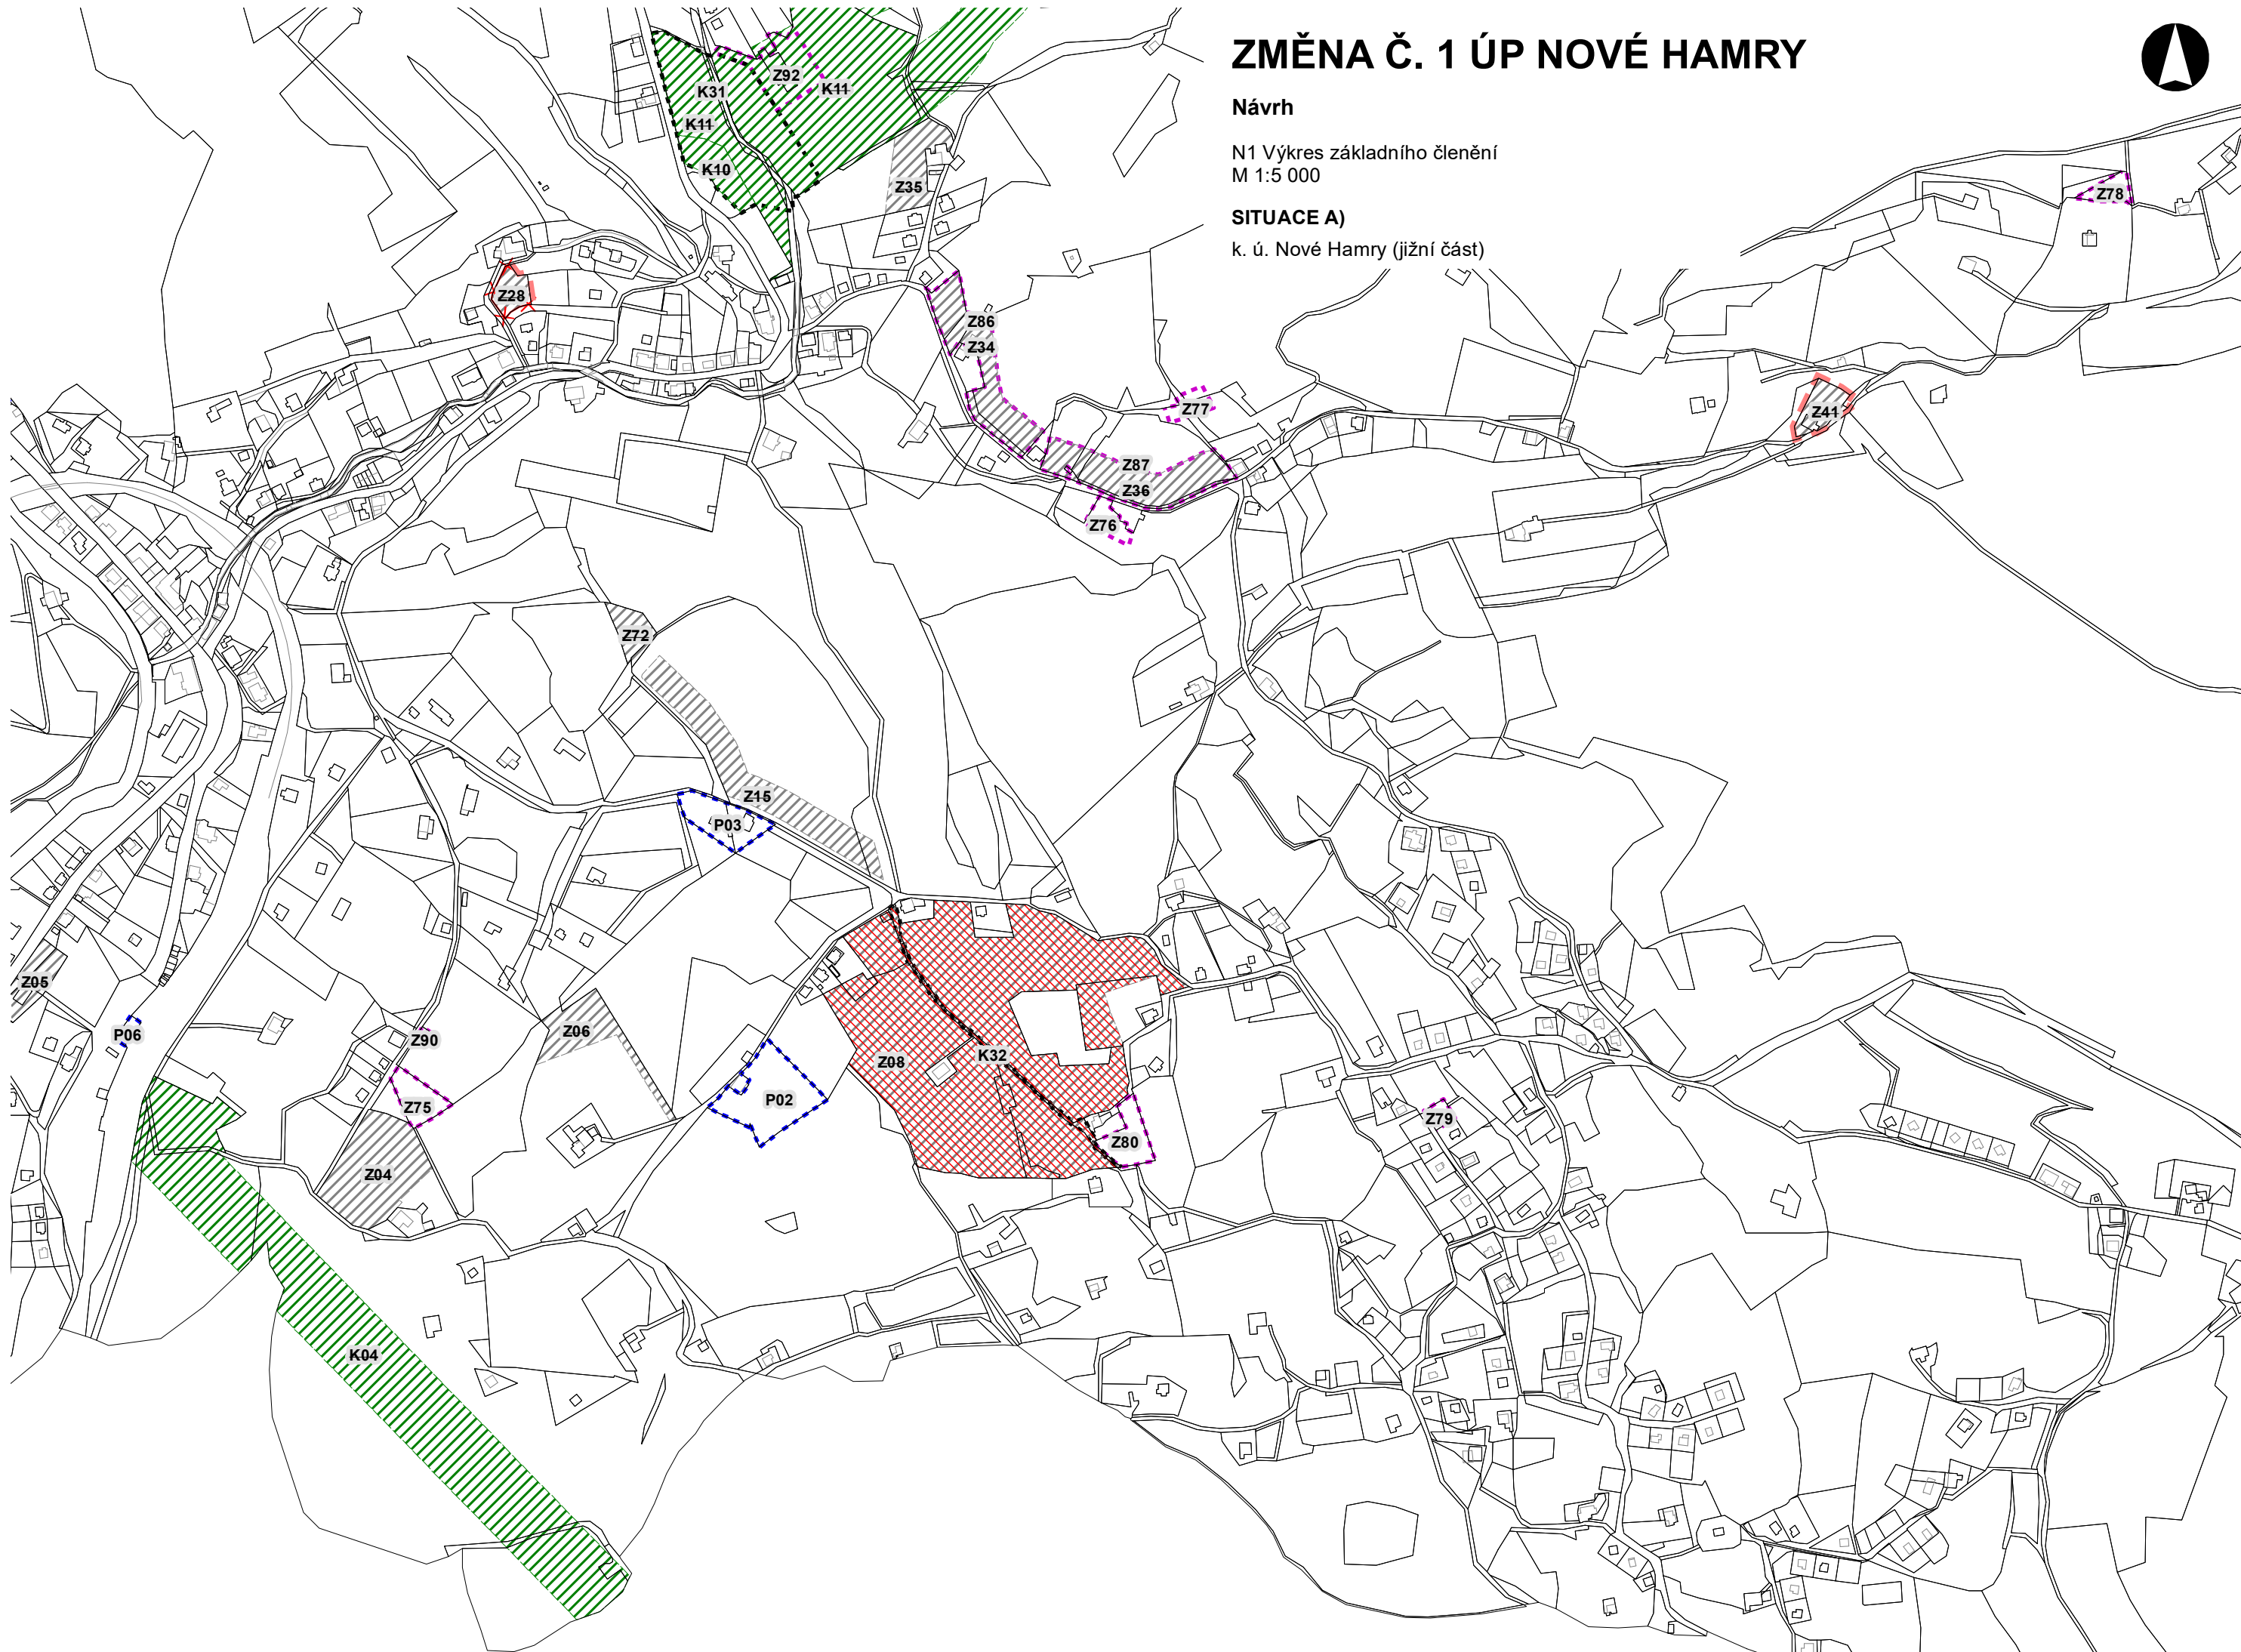 ZMĚNA Č. 1 ÚP NOVÉ HAMRY
Návrh
N1 Výkres základního členění
M 1:5 000
SITUACE A)
k. ú. Nové Hamry (jižní část)
Z92
K31
K11
K11
K10
Z35
Z78
Z28
Z86
Z34
Z77
Z41
Z87
Z36
Z76
Z72
Z15
P03
Z05
P06
Z90
Z06
Z08
K32
P02
Z75
Z79
Z80
Z04
K04